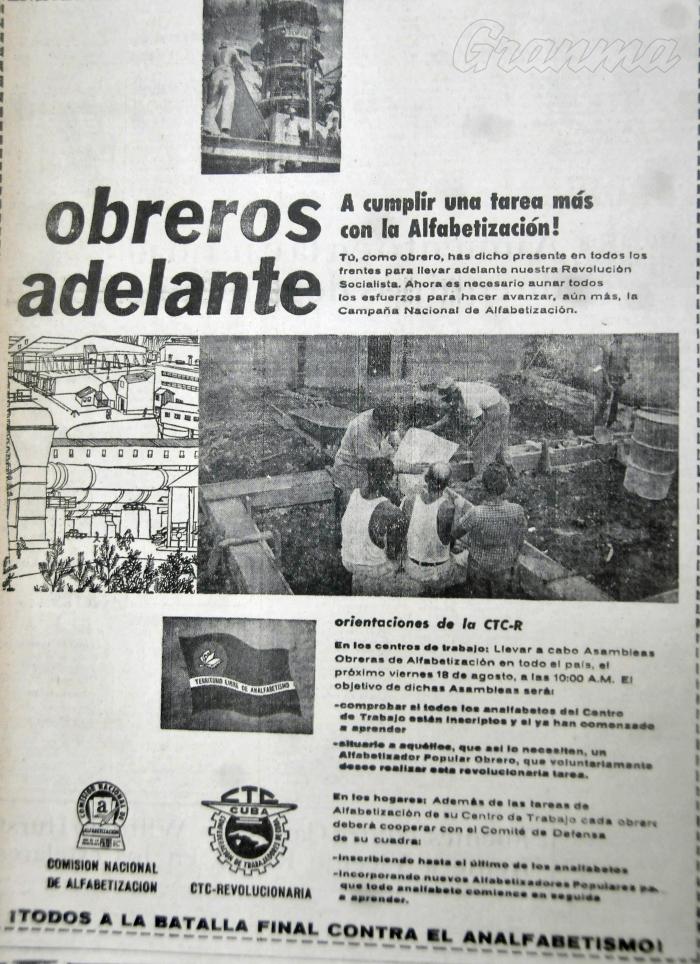 Granma
obreros
adelante
A cumplir una tarea más
con la Alfabetización!
Tú, como obrero, has dicho presente en todos los
frentes para llevar adelante nuestra Revolución
Socialista. Ahora es necesario aunar todos
los esfuerzos para hacer avanzar, aún más, la
Campaña Nacional de Alfabetización.
TERRITORIO LIBRE DE ANALFABETISMO
orientaciones de la CTC-R
En los centros de trabajo: Llevar a cabo Asambleas
Obreras de Alfabetización en todo el país, el
próximo viernes 18 de agosto, a las 10:00 A.M. El
objetivo de dichas Asambleas será:
-comprobar si todos los analfabetos del Centro
de Trabajo están inscriptos y si ya han comenzado
a aprender
-situarle a aquéllos, que así lo necesiten, un
Alfabetizador Popular Obrero, que voluntariamente
desee realizar esta revolucionaria tarea.
En los hogares: Además de las tareas de
Alfabetización de su Centro de Trabajo cada obrero
deberá cooperar con el Comité de Defensa
de su cuadra:
-inscribiendo hasta el último de los analfabetos
-incorporando nuevos Alfabetizadores Populares pa
que todo analfabeto comience en seguida
a aprender.
COMISION NACIONAL DE
a
ALFABETIZACION
COMISION NACIONAL
DE ALFABETIZACION
CTC
CUBA
CONFEDERACION DE TRABAJADORES
CTC-REVOLUCIONARIA
¡TODOS A LA BATALLA FINAL CONTRA EL ANALFABETISMO!